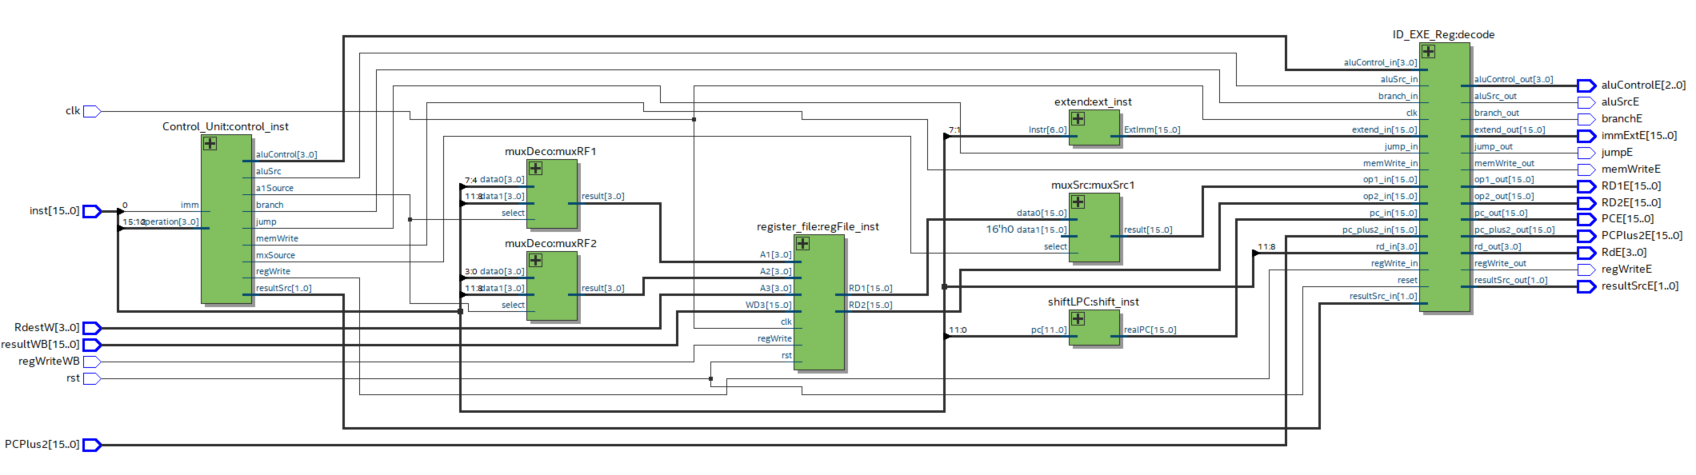 clk
inst[15..0]
RdestW[3..0]
resultWB[15..0]
regWriteWB
rst
PCPlus2[15..0]
Control_Unit:control_inst
0
imm
operation[3..0]
aluControl[3..0]
aluSrc
a1Source
branch
jump
memWrite
mxSource
regWrite
resultSrc[1..0]
muxDeco:muxRF1
7:4
data0[3..0]
data1[3..0]
select
result[3..0]
muxDeco:muxRF2
3:0
data0[3..0]
data1[3..0]
select
result[3..0]
register_file:regFile_inst
A1[3..0]
A2[3..0]
A3[3..0]
WD3[15..0]
clk
regWrite
rst
RD1[15..0]
RD2[15..0]
extend:ext_inst
7:1
Instr[6..0]
ExtImm[15..0]
muxSrc:muxSrc1
data0[15..0]
16'h0 data1[15..0]
select
result[15..0]
shiftLPC:shift_inst
11:0
pc[11..0]
realPC[15..0]
11:8
ID_EXE_Reg:decode
aluControl_in[3..0]
aluSrc_in
branch_in
clk
extend_in[15..0]
jump_in
memWrite_in
op1_in[15..0]
op2_in[15..0]
pc_in[15..0]
pc_plus2_in[15..0]
rd_in[3..0]
regWrite_in
reset
resultSrc_in[1..0]
aluControl_out[3..0]
aluSrc_out
branch_out
extend_out[15..0]
jump_out
memWrite_out
op1_out[15..0]
op2_out[15..0]
pc_out[15..0]
pc_plus2_out[15..0]
rd_out[3..0]
regWrite_out
resultSrc_out[1..0]
aluControlE[2..0]
aluSrcE
branchE
immExtE[15..0]
jumpE
memWriteE
RD1E[15..0]
RD2E[15..0]
PCE[15..0]
PCPlus2E[15..0]
RdE[3..0]
regWriteE
resultSrcE[1..0]